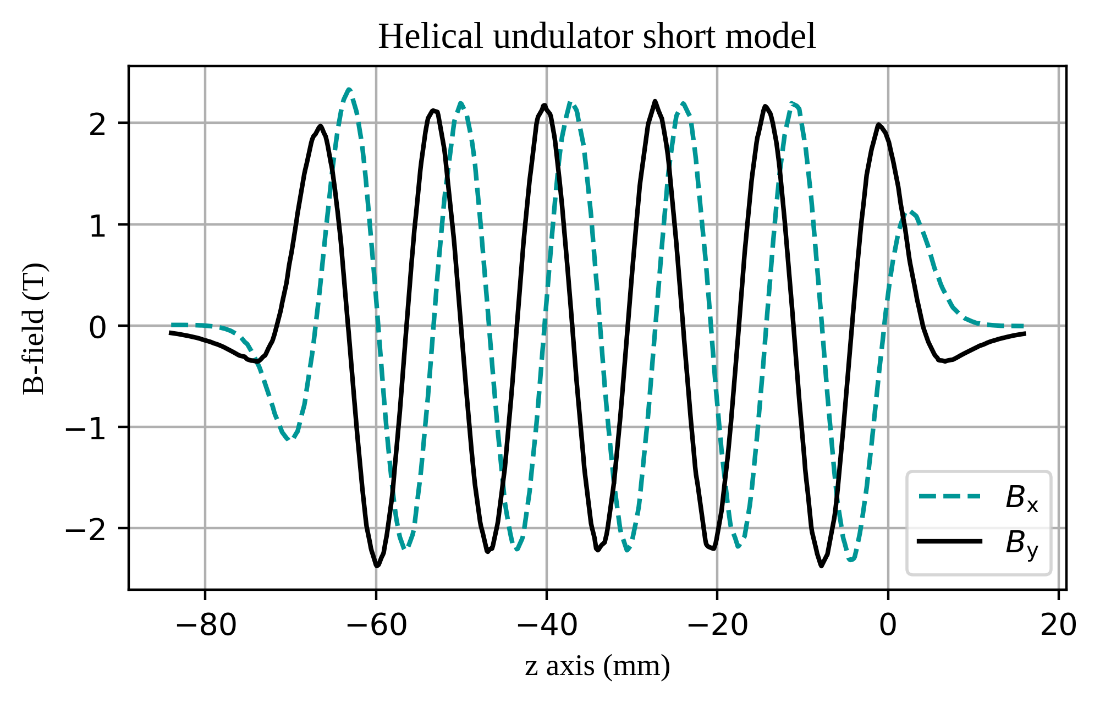 Helical undulator short model
B-field (T)
2
1
0
−1
−2
−80 −60 −40 −20 0 20
z axis (mm)
Bx
By